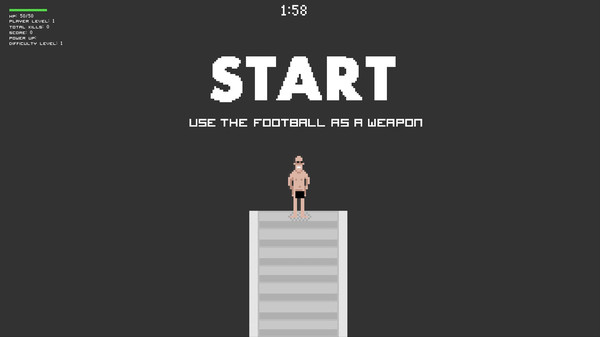 1:58
HP: 50/50
PLAYER LEVEL: 1
TOTAL KILLS: 0
SCORE: 0
POWER UP:
DIFFICULTY LEVEL: 1
START
USE THE FOOTBALL AS A WEAPON